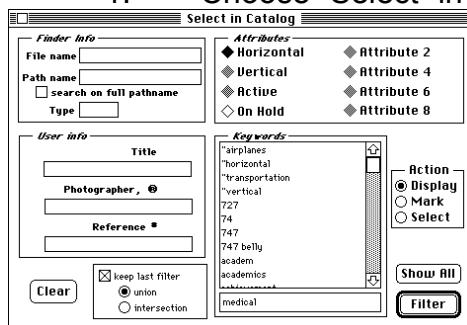 Choose Select in
Select in Catalog
Finder Info
File name
Path name
search on full pathname
Type
Attributes
Horizontal
Attribute 2
Vertical
Attribute 4
Active
Attribute 6
On Hold
Attribute 8
User info
Title
Photographer, ®
Reference #
Keywords
"airplanes
"horizontal
"transportation
"vertical
727
74
747
747 belly
academ
academics
medical
Action
Display
Mark
Select
Clear
keep last filter
union
intersection
Show All
Filter